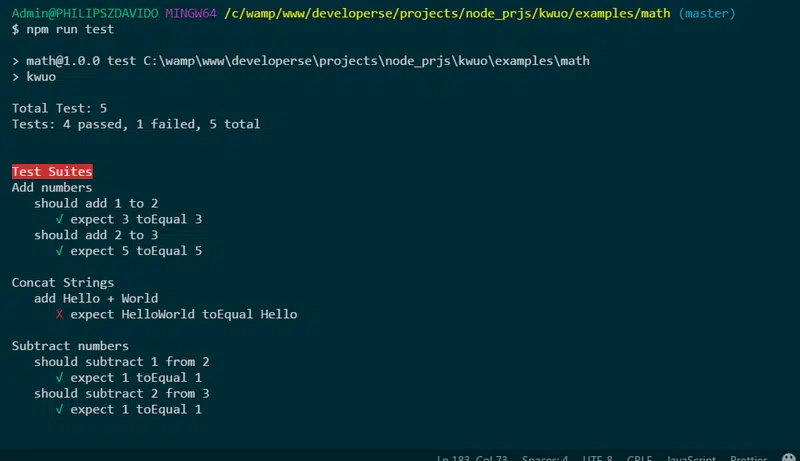 Admin@PHILIPSZDAVIDO MINGW64 /c/wamp/www/developerse/projects/node_prjs/kwuo/examples/math (master)
$ npm run test
> math@1.0.0 test C:\wamp\www\developerse\projects\node_prjs\kwuo\examples\math
> kwuo
Total Test: 5
Tests: 4 passed, 1 failed, 5 total
Test Suites
Add numbers
should add 1 to 2
√ expect 3 toEqual 3
should add 2 to 3
√ expect 5 toEqual 5
Concat Strings
add Hello + World
X expect HelloWorld toEqual Hello
Subtract numbers
should subtract 1 from 2
√ expect 1 toEqual 1
should subtract 2 from 3
√ expect 1 toEqual 1
Ln 183, Col 73 Spaces: 4 UTF-8 CRLF JavaScript Prettier